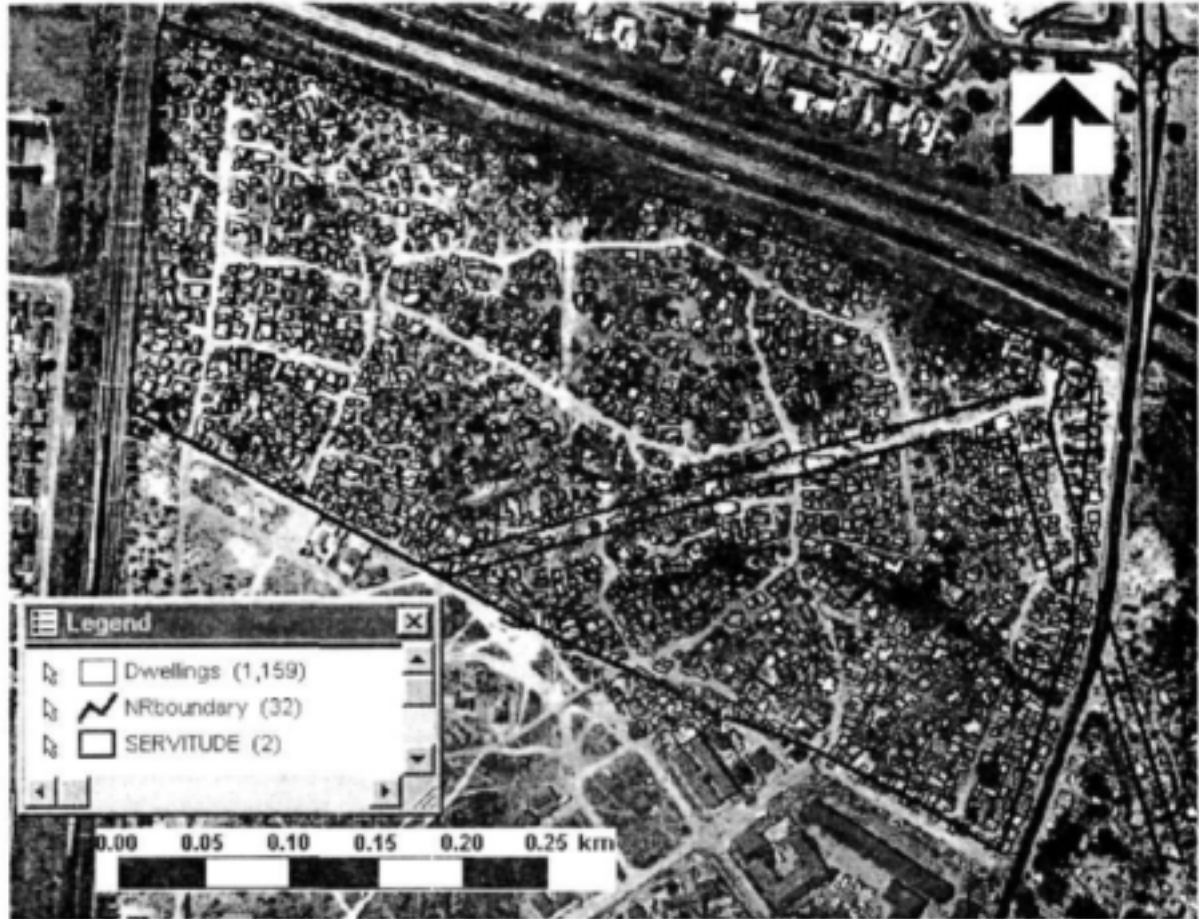 Legend
Dwellings (1,159)
NRboundary (32)
SERVITUDE (2)
0.00 0.05 0.10 0.15 0.20 0.25 km